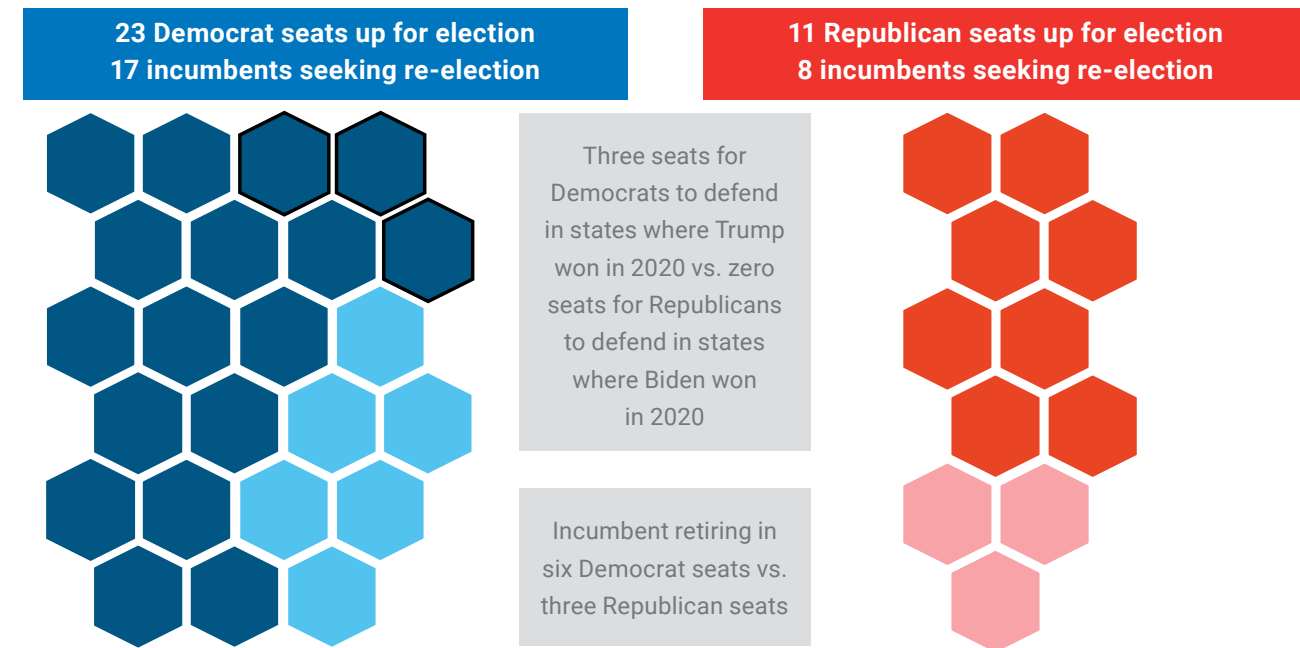 23 Democrat seats up for election
17 incumbents seeking re-election
11 Republican seats up for election
8 incumbents seeking re-election
Three seats for
Democrats to defend
in states where Trump
won in 2020 vs. zero
seats for Republicans
to defend in states
where Biden won
in 2020
Incumbent retiring in
six Democrat seats vs.
three Republican seats